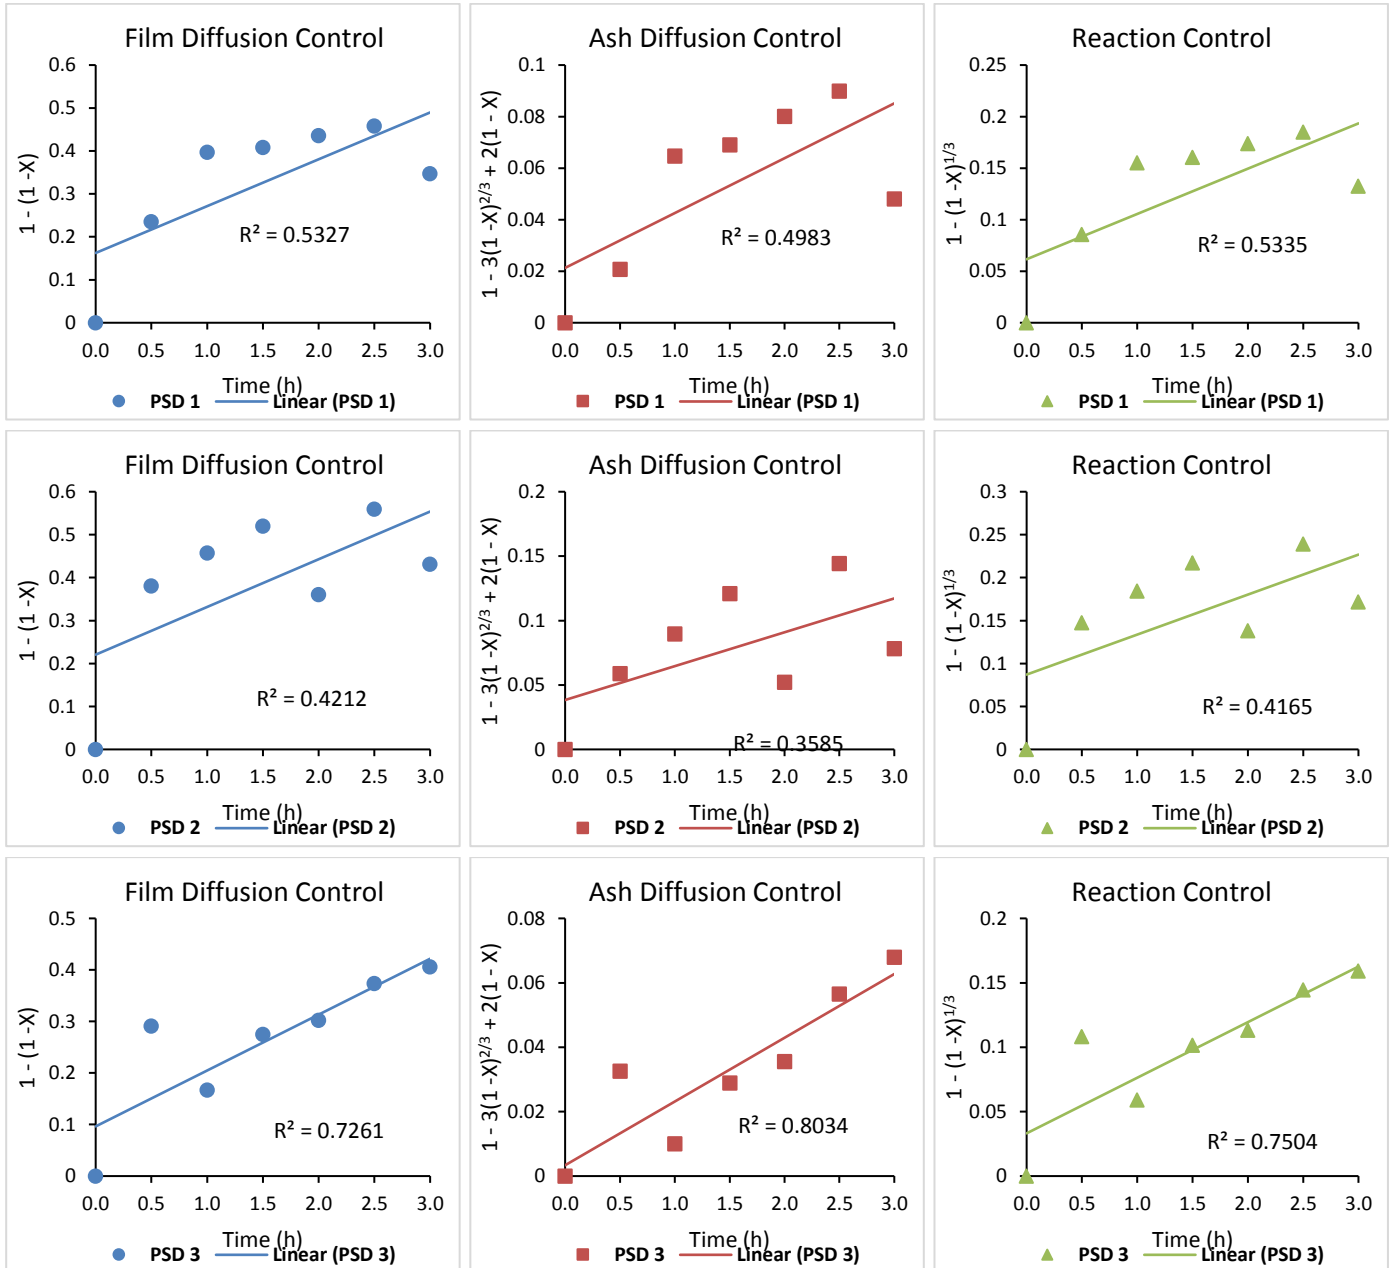 Film Diffusion Control
1 - (1 -X)
0.6
0.5
0.4
0.3
0.2
0.1
0
R² = 0.5327
0.0 0.5 1.0 1.5 2.0 2.5 3.0
Time (h)
PSD 1 Linear (PSD 1)
Ash Diffusion Control
1 - 3(1 -X)^2/3 + 2(1 - X)
0.1
0.08
0.06
0.04
0.02
0
R² = 0.4983
0.0 0.5 1.0 1.5 2.0 2.5 3.0
Time (h)
PSD 1 Linear (PSD 1)
Reaction Control
1 - (1 -X)^1/3
0.25
0.2
0.15
0.1
0.05
0
R² = 0.5335
0.0 0.5 1.0 1.5 2.0 2.5 3.0
Time (h)
PSD 1 Linear (PSD 1)
Film Diffusion Control
1 - (1 -X)
0.6
0.5
0.4
0.3
0.2
0.1
0
R² = 0.4212
0.0 0.5 1.0 1.5 2.0 2.5 3.0
Time (h)
PSD 2 Linear (PSD 2)
Ash Diffusion Control
1 - 3(1 -X)^2/3 + 2(1 - X)
0.2
0.15
0.1
0.05
0
R² = 0.3585
0.0 0.5 1.0 1.5 2.0 2.5 3.0
Time (h)
PSD 2 Linear (PSD 2)
Reaction Control
1 - (1 -X)^1/3
0.3
0.25
0.2
0.15
0.1
0.05
0
R² = 0.4165
0.0 0.5 1.0 1.5 2.0 2.5 3.0
Time (h)
PSD 2 Linear (PSD 2)
Film Diffusion Control
1 - (1 -X)
0.5
0.4
0.3
0.2
0.1
0
R² = 0.7261
0.0 0.5 1.0 1.5 2.0 2.5 3.0
Time (h)
PSD 3 Linear (PSD 3)
Ash Diffusion Control
1 - 3(1 -X)^2/3 + 2(1 - X)
0.08
0.06
0.04
0.02
0
R² = 0.8034
0.0 0.5 1.0 1.5 2.0 2.5 3.0
Time (h)
PSD 3 Linear (PSD 3)
Reaction Control
1 - (1 -X)^1/3
0.2
0.15
0.1
0.05
0
R² = 0.7504
0.0 0.5 1.0 1.5 2.0 2.5 3.0
Time (h)
PSD 3 Linear (PSD 3)